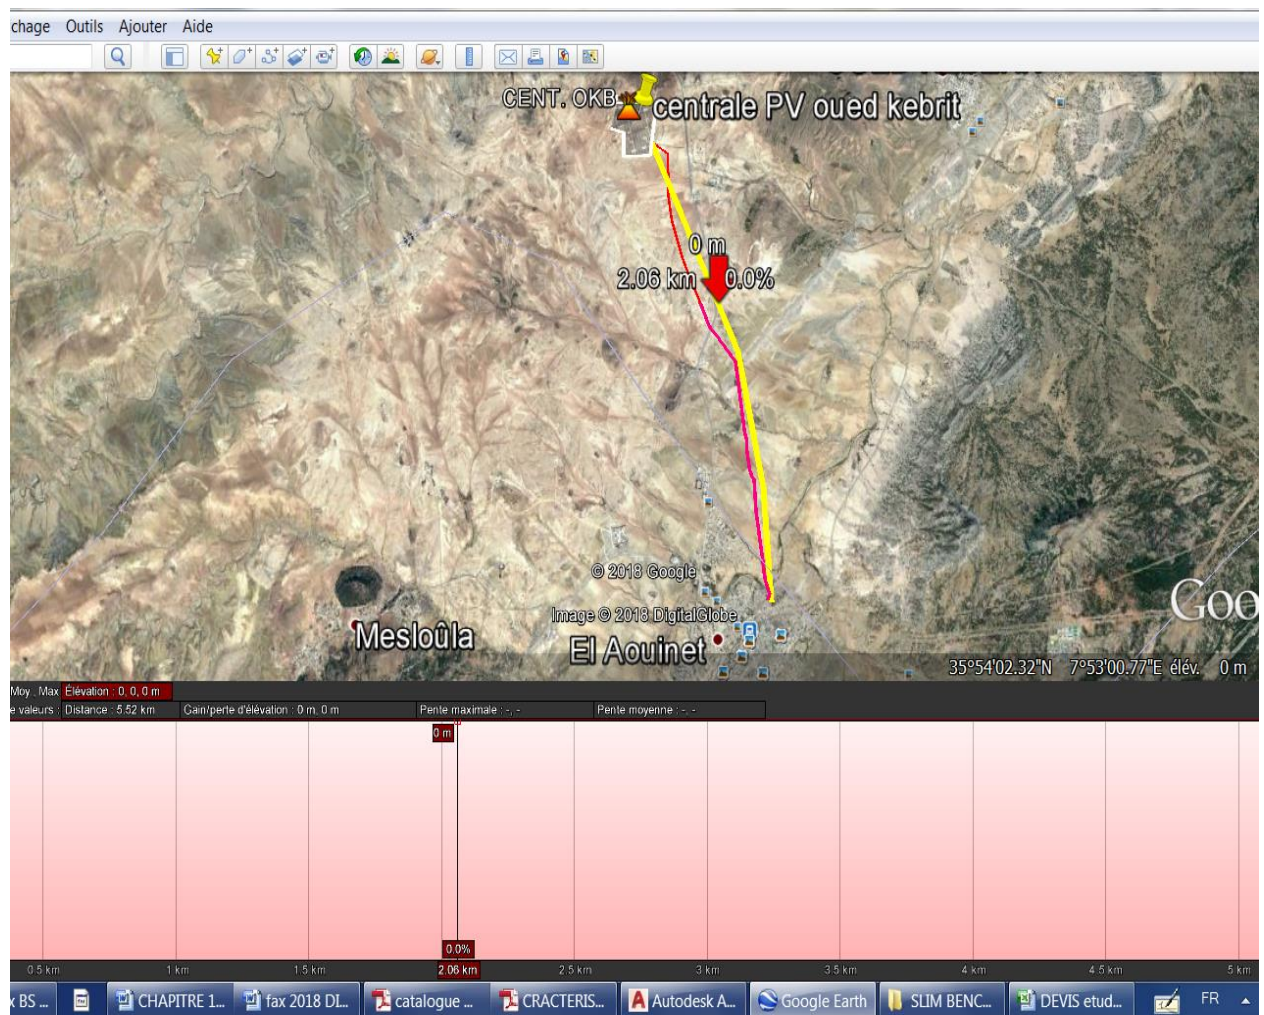 chage Outils Ajouter Aide
CENT. OKB
centrale PV oued kebrit
0 m
2.06 km 0.0%
© 2018 Google
Image © 2018 DigitalGlobe
Mesloûla
El Aouinet
Goo
35°54'02.32"N 7°53'00.77"E élév. 0 m
Moy , Max Élévation : 0, 0, 0 m
e valeurs : Distance : 5.52 km Gain/perte d'élévation : 0 m, 0 m Pente maximale : -, - Pente moyenne : -, -
0 m
0.0%
0.5 km 1 km 1.5 km 2.06 km 2.5 km 3 km 3.5 km 4 km 4.5 km 5 km
x BS ... CHAPITRE 1... fax 2018 DI... catalogue ... CRACTERIS... Autodesk A... Google Earth SLIM BENC... DEVIS etud... FR